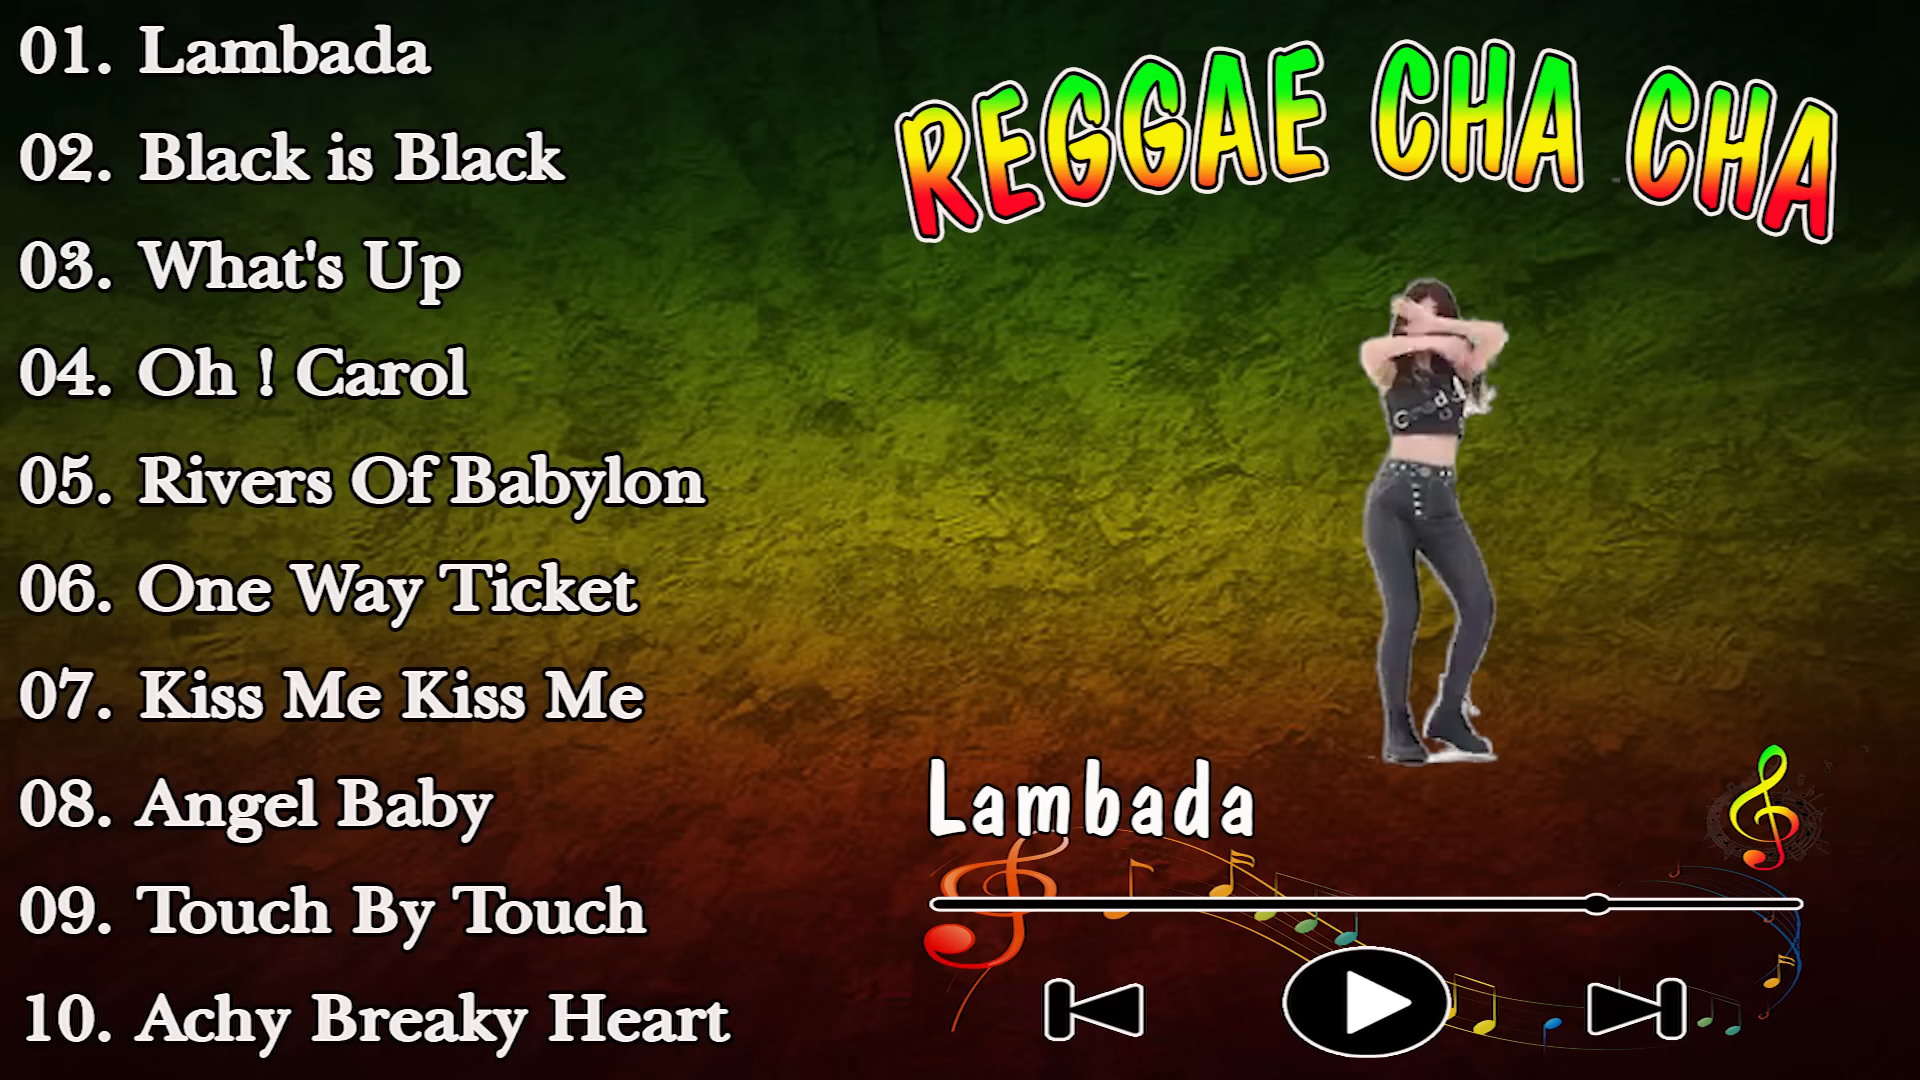 01. Lambada
02. Black is Black
03. What's Up
04. Oh ! Carol
05. Rivers Of Babylon
06. One Way Ticket
07. Kiss Me Kiss Me
08. Angel Baby
09. Touch By Touch
10. Achy Breaky Heart
REGGAE CHA CHA
Lambada